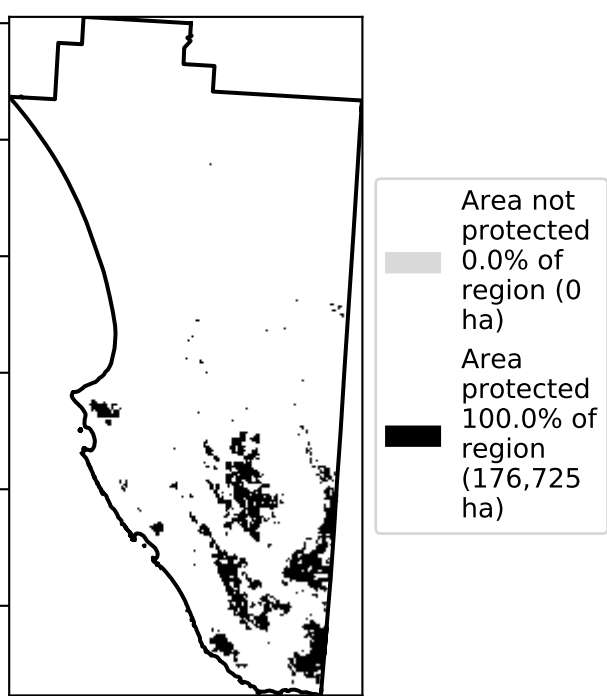 Area not
protected
0.0% of
region (0
ha)
Area
protected
100.0% of
region
(176,725
ha)